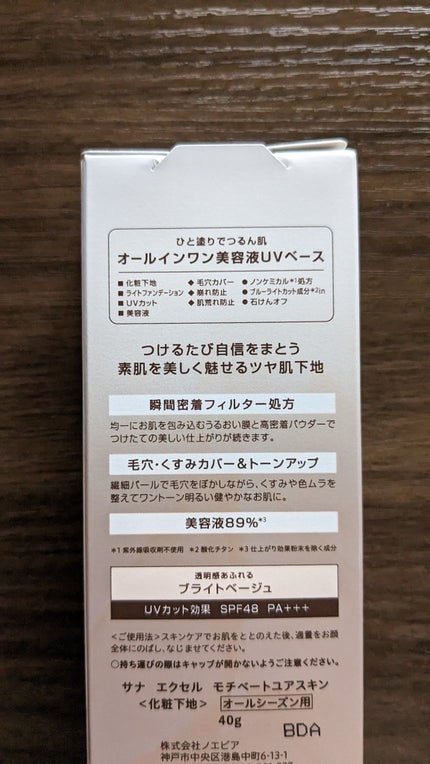 ひと塗りでつるん肌
オールインワン美容液UVベース
■化粧下地 ◆毛穴カバー ●ノンケミカル*1処方
■ライトファンデーション ◆崩れ防止 ●ブルーライトカット成分*2in
■UVカット ◆肌荒れ防止 ●石けんオフ
■美容液
つけるたび自信をまとう
素肌を美しく魅せるツヤ肌下地
瞬間密着フィルター処方
均一にお肌を包み込むうるおい膜と高密着パウダーで
つけたての美しい仕上がりが続きます。
毛穴・くすみカバー&トーンアップ
繊細パールで毛穴をぼかしながら、くすみや色ムラを
整えてワントーン明るい健やかなお肌に。
美容液89%*3
*1 紫外線吸収剤不使用 *2 酸化チタン *3 仕上がり効果粉末を除く成分
透明感あふれる
ブライトベージュ
UVカット効果 SPF48 PA+++
<ご使用法>スキンケアでお肌をととのえた後、適量をお顔
全体にのばし、なじませてください。
○持ち運びの際はキャップが開かないようご注意ください。
サナ エクセル モチベートユアスキン
<化粧下地> オールシーズン用
40g
BDA
株式会社ノエビア
神戸市中央区港島中町6-13-1